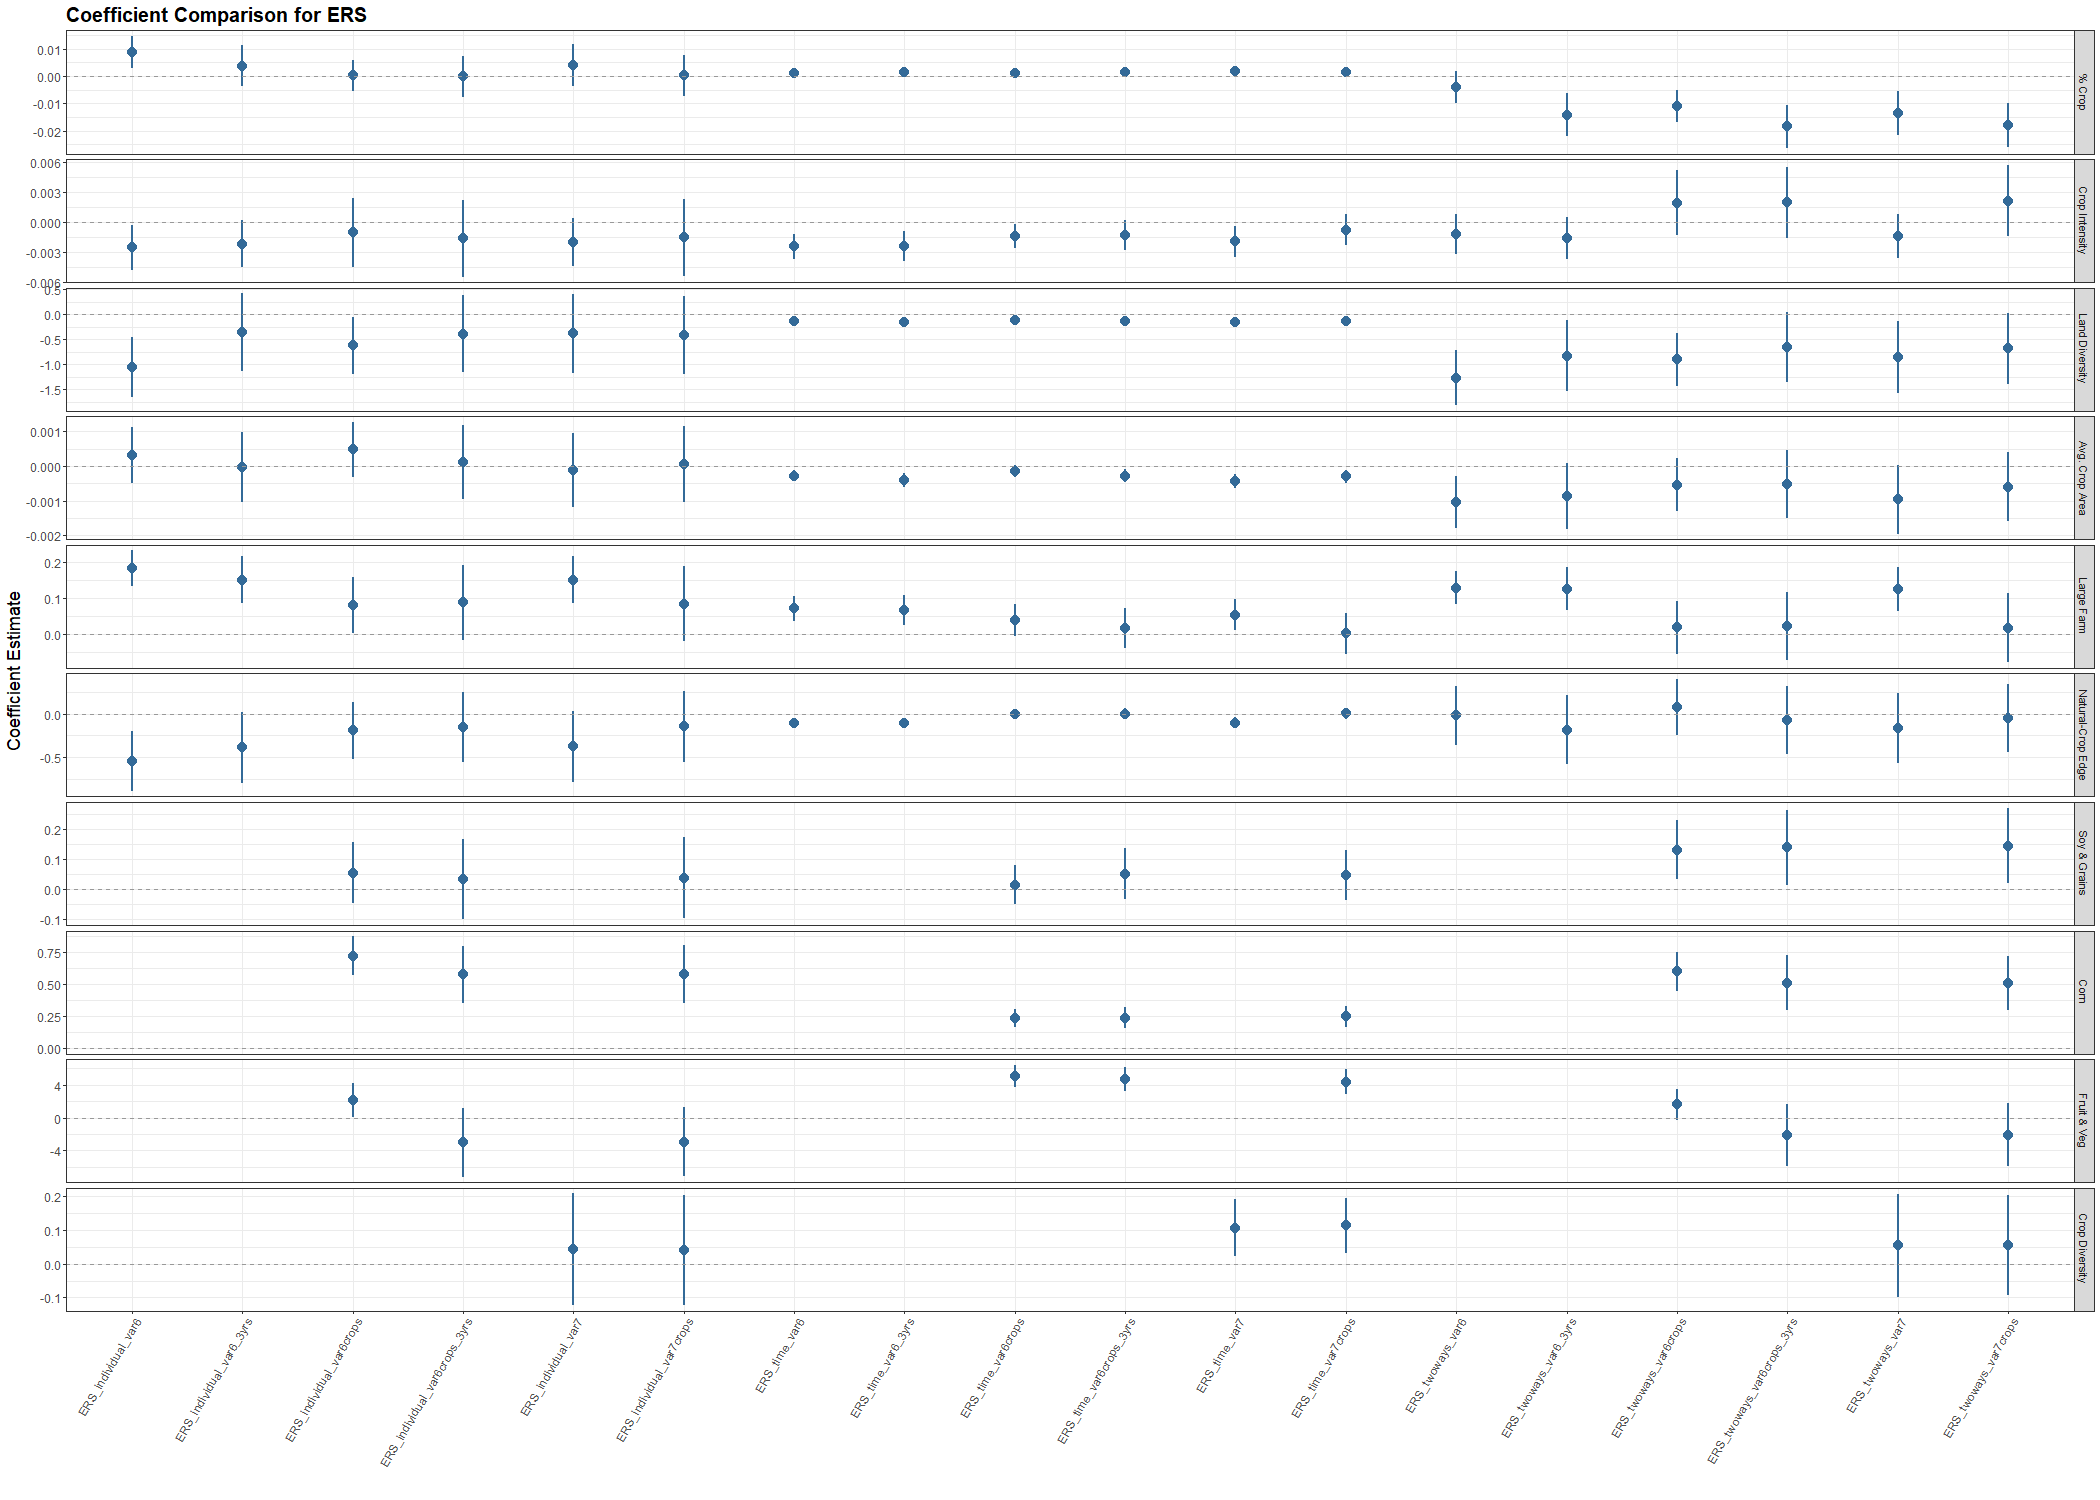 Coefficient Comparison for ERS
Coefficient Estimate
0.01
0.00
-0.01
-0.02
% Crop
0.006
0.003
0.000
-0.003
-0.006
Crop Intensity
0.5
0.0
-0.5
-1.0
-1.5
Land Diversity
0.001
0.000
-0.001
-0.002
Avg. Crop Area
0.2
0.1
0.0
Large Farm
0.0
-0.5
Natural-Crop Edge
0.2
0.1
0.0
-0.1
Soy & Grains
0.75
0.50
0.25
0.00
Corn
4
0
-4
Fruit & Veg
0.2
0.1
0.0
-0.1
Crop Diversity
ERS_individual_var6
ERS_individual_var6_3yrs
ERS_individual_var6crops
ERS_individual_var6crops_3yrs
ERS_individual_var7
ERS_individual_var7crops
ERS_time_var6
ERS_time_var6_3yrs
ERS_time_var6crops
ERS_time_var6crops_3yrs
ERS_time_var7
ERS_time_var7crops
ERS_twoways_var6
ERS_twoways_var6_3yrs
ERS_twoways_var6crops
ERS_twoways_var6crops_3yrs
ERS_twoways_var7
ERS_twoways_var7crops